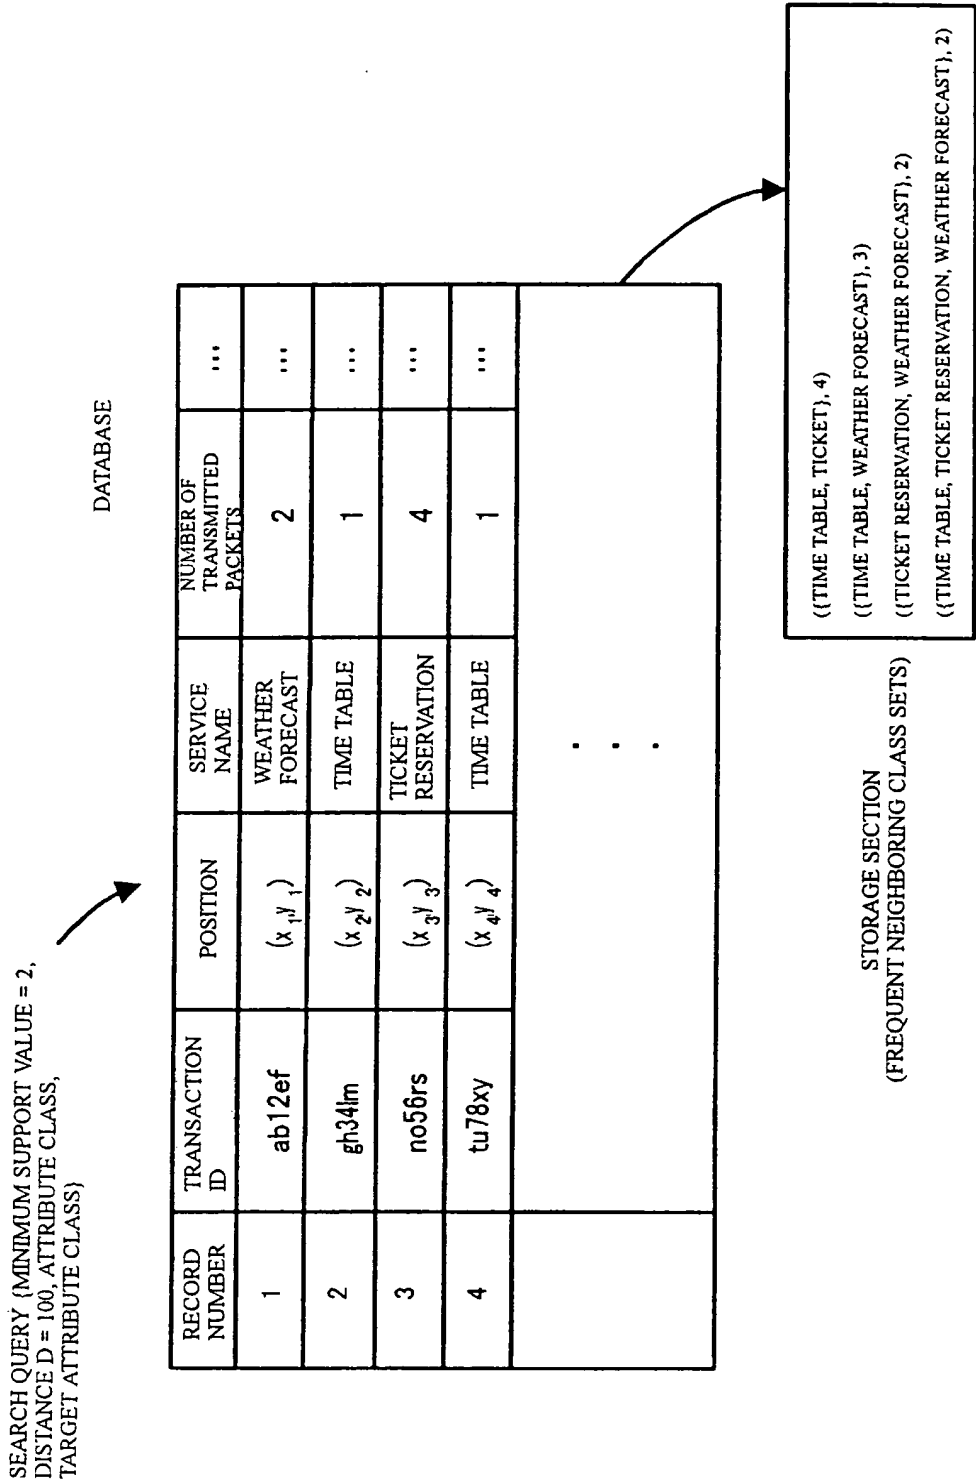 SEARCH QUERY {MINIMUM SUPPORT VALUE = 2,
DISTANCE D = 100, ATTRIBUTE CLASS,
TARGET ATTRIBUTE CLASS}
DATABASE
RECORD NUMBER TRANSACTION ID POSITION SERVICE NAME NUMBER OF TRANSMITTED PACKETS ...
1 ab12ef (x1,y1) WEATHER FORECAST 2 ...
2 gh34lm (x2,y2) TIME TABLE 1 ...
3 no56rs (x3,y3) TICKET RESERVATION 4 ...
4 tu78xy (x4,y4) TIME TABLE 1 ...
. . .
STORAGE SECTION
(FREQUENT NEIGHBORING CLASS SETS)
({TIME TABLE, TICKET}, 4)
({TIME TABLE, WEATHER FORECAST}, 3)
({TICKET RESERVATION, WEATHER FORECAST}, 2)
({TIME TABLE, TICKET RESERVATION, WEATHER FORECAST}, 2)